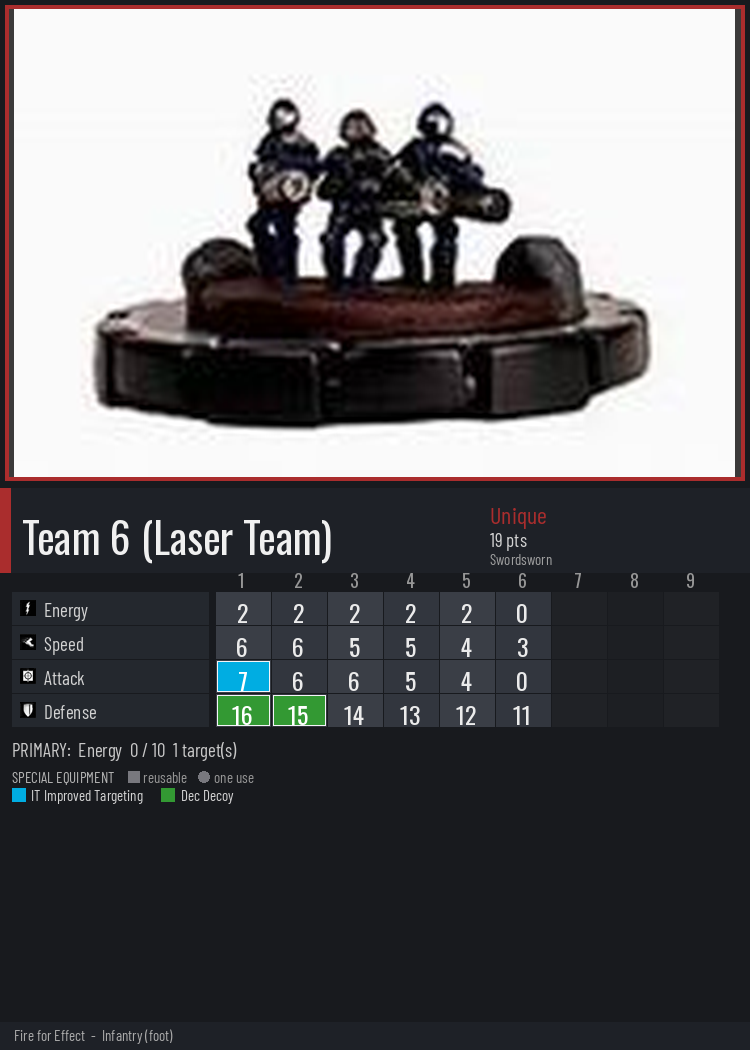 Team 6 (Laser Team)
Unique
19 pts
Swordsworn
1 2 3 4 5 6 7 8 9
Energy 2 2 2 2 2 0
Speed 6 6 5 5 4 3
Attack 7 6 6 5 4 0
Defense 16 15 14 13 12 11
PRIMARY: Energy 0 / 10 1 target(s)
SPECIAL EQUIPMENT reusable one use
IT Improved Targeting Dec Decoy
Fire for Effect - Infantry (foot)